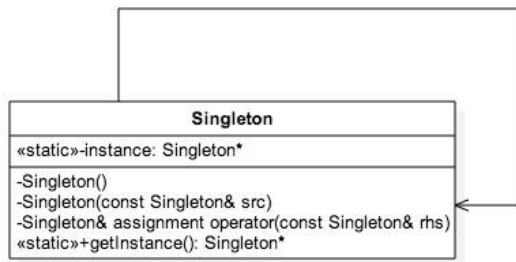 Singleton
«static»-instance: Singleton*
-Singleton()
-Singleton(const Singleton& src)
-Singleton& assignment operator(const Singleton& rhs)
«static»+getInstance(): Singleton*